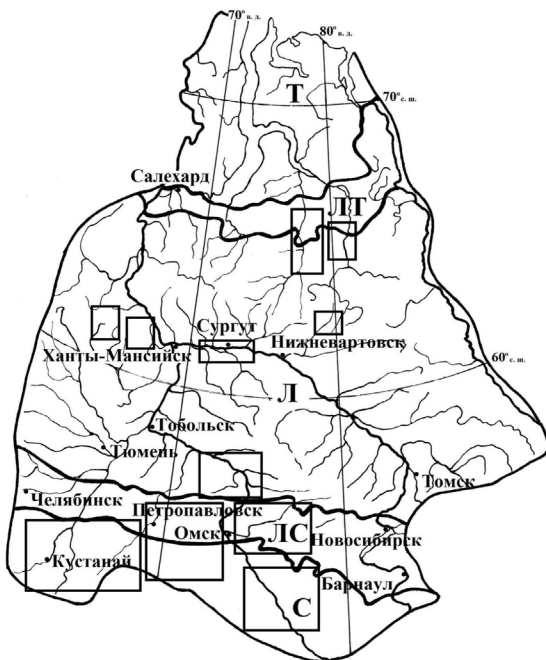 70° в. д.
80° в. д.
Т
70° с. ш.
Салехард
ЛТ
Сургут
Ханты-Мансийск
Нижневартовск
60° с. ш.
Л
Тобольск
Тюмень
Томск
Челябинск
Петропавловск
Омск
ЛС
Новосибирск
Кустанай
Барнаул
С